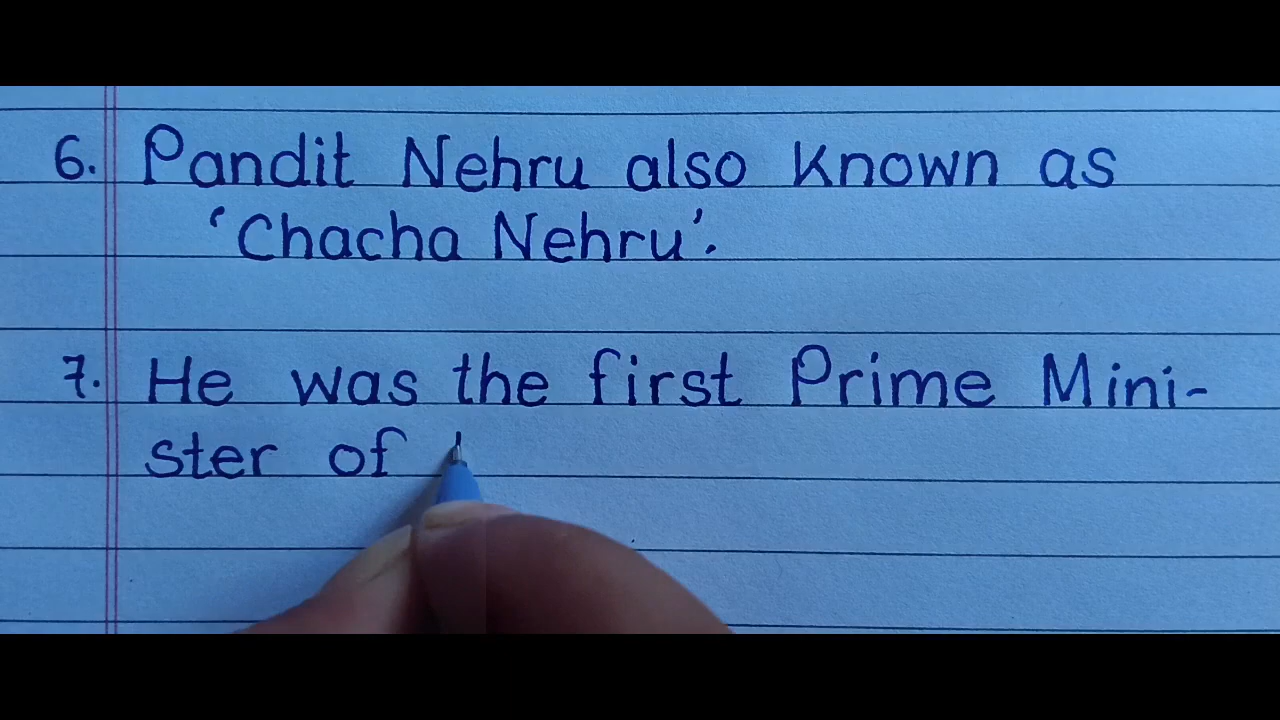 6. Pandit Nehru also known as
'Chacha Nehru'.
7. He was the first Prime Mini-
ster of